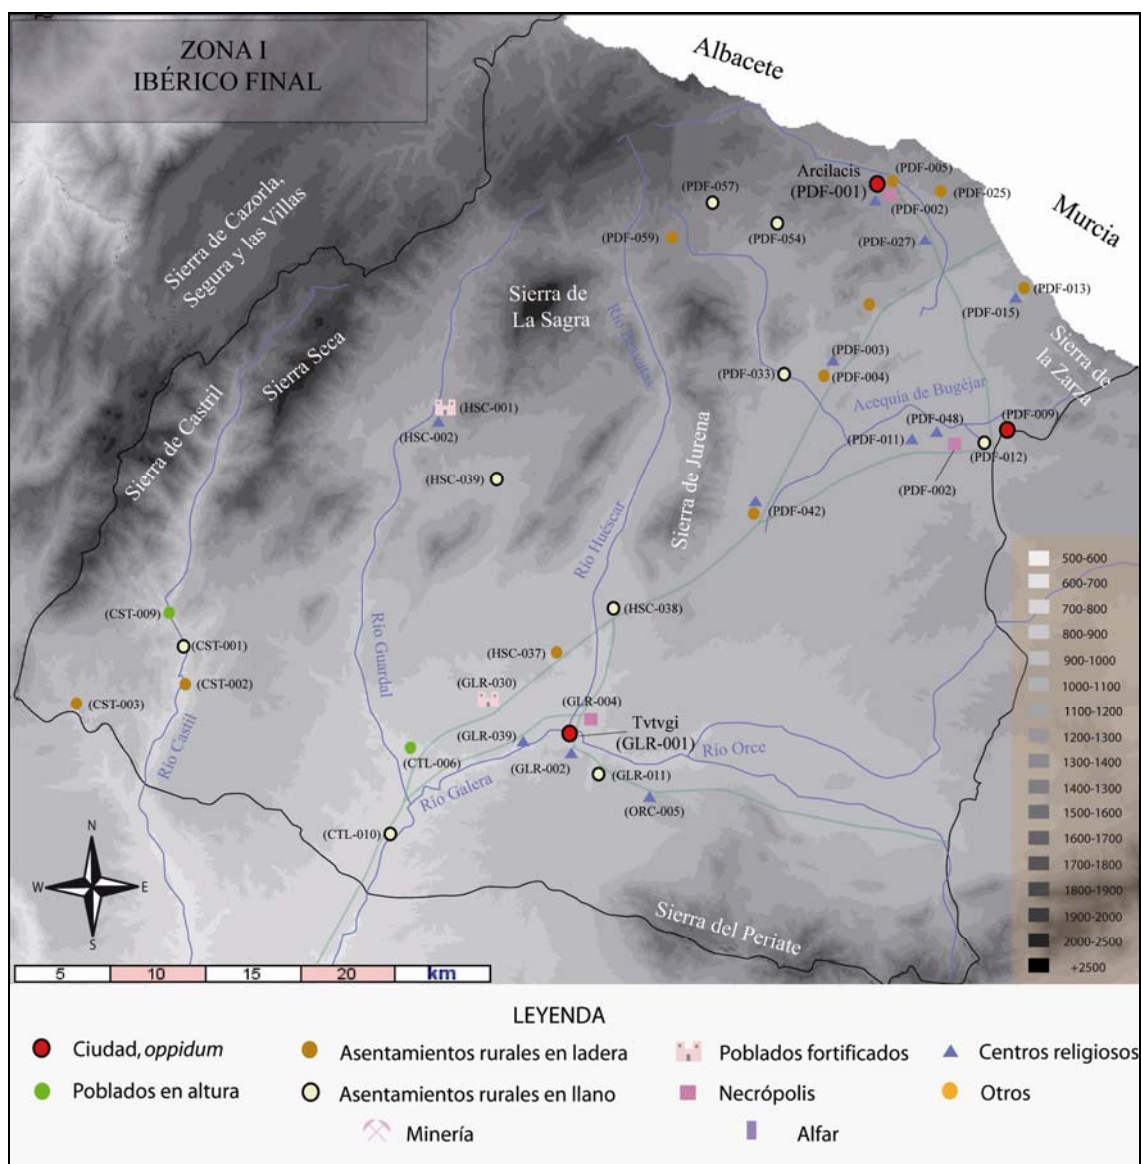 ZONA I
IBÉRICO FINAL
Albacete
Murcia
Sierra de Cazorla,
Segura y las Villas
Sierra Seca
Sierra de Castril
Sierra de
La Sagra
Sierra de Jurena
Sierra de
la Zarza
Sierra del Periate
Arcilacis
(PDF-001)
(PDF-005)
(PDF-025)
(PDF-002)
(PDF-057)
(PDF-054)
(PDF-059)
(PDF-027)
(PDF-013)
(PDF-015)
(PDF-003)
(PDF-033)
(PDF-004)
Acequia de Bugéjar
(PDF-048)
(PDF-009)
(PDF-011)
(PDF-012)
(PDF-002)
(PDF-042)
(HSC-001)
(HSC-002)
(HSC-039)
Río Huéscar
Río Guardal
(HSC-038)
(HSC-037)
(CST-009)
(CST-001)
(CST-002)
(CST-003)
Río Castil
(GLR-030)
(GLR-004)
Tvtvgi
(GLR-001)
(GLR-039)
(GLR-002)
(GLR-011)
(ORC-005)
Río Orce
Río Galera
(CTL-006)
(CTL-010)
N
W
E
S
5
10
15
20
km
500-600
600-700
700-800
800-900
900-1000
1000-1100
1100-1200
1200-1300
1300-1400
1400-1300
1500-1600
1600-1700
1700-1800
1800-1900
1900-2000
2000-2500
+2500
LEYENDA
Ciudad, oppidum
Asentamientos rurales en ladera
Poblados fortificados
Centros religiosos
Poblados en altura
Asentamientos rurales en llano
Necrópolis
Otros
Minería
Alfar